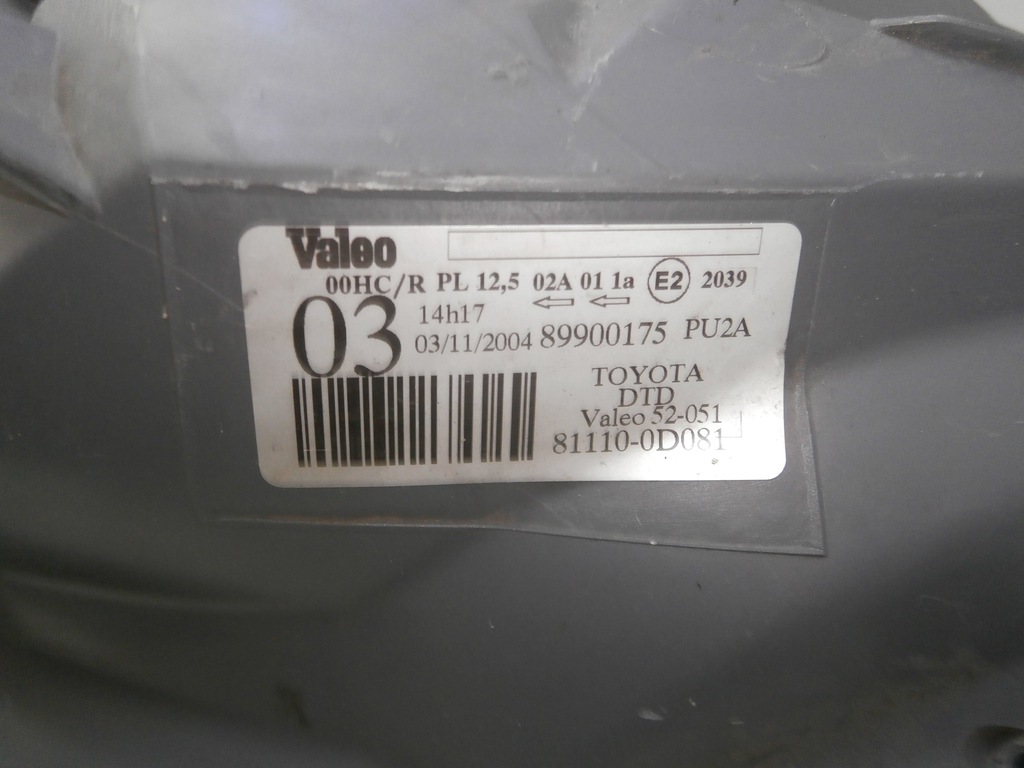 Valeo
00HC/R PL 12,5 02A 01 1a E2 2039
03 14h17
03/11/2004 89900175 PU2A
TOYOTA
DTD
Valeo 52-051
81110-0D081